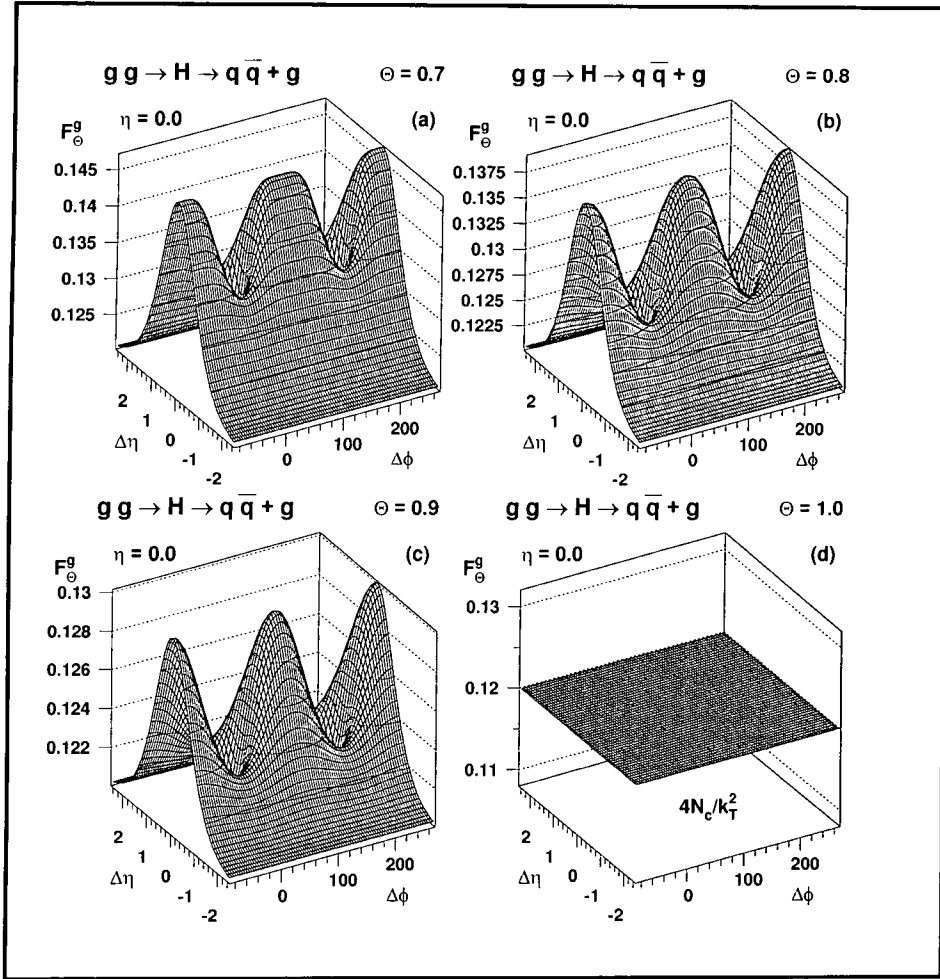 g g → H → q q̅ + g Θ = 0.7
η = 0.0 (a)
F_Θ^g
0.145
0.14
0.135
0.13
0.125
2
1
0
-1
-2
Δη
0 100 200
Δϕ
g g → H → q q̅ + g Θ = 0.8
η = 0.0 (b)
F_Θ^g
0.1375
0.135
0.1325
0.13
0.1275
0.125
0.1225
2
1
0
-1
-2
Δη
0 100 200
Δϕ
g g → H → q q̅ + g Θ = 0.9
η = 0.0 (c)
F_Θ^g
0.13
0.128
0.126
0.124
0.122
2
1
0
-1
-2
Δη
0 100 200
Δϕ
g g → H → q q̅ + g Θ = 1.0
η = 0.0 (d)
F_Θ^g
0.13
0.12
0.11
4N_c/k_T^2
2
1
0
-1
-2
Δη
0 100 200
Δϕ